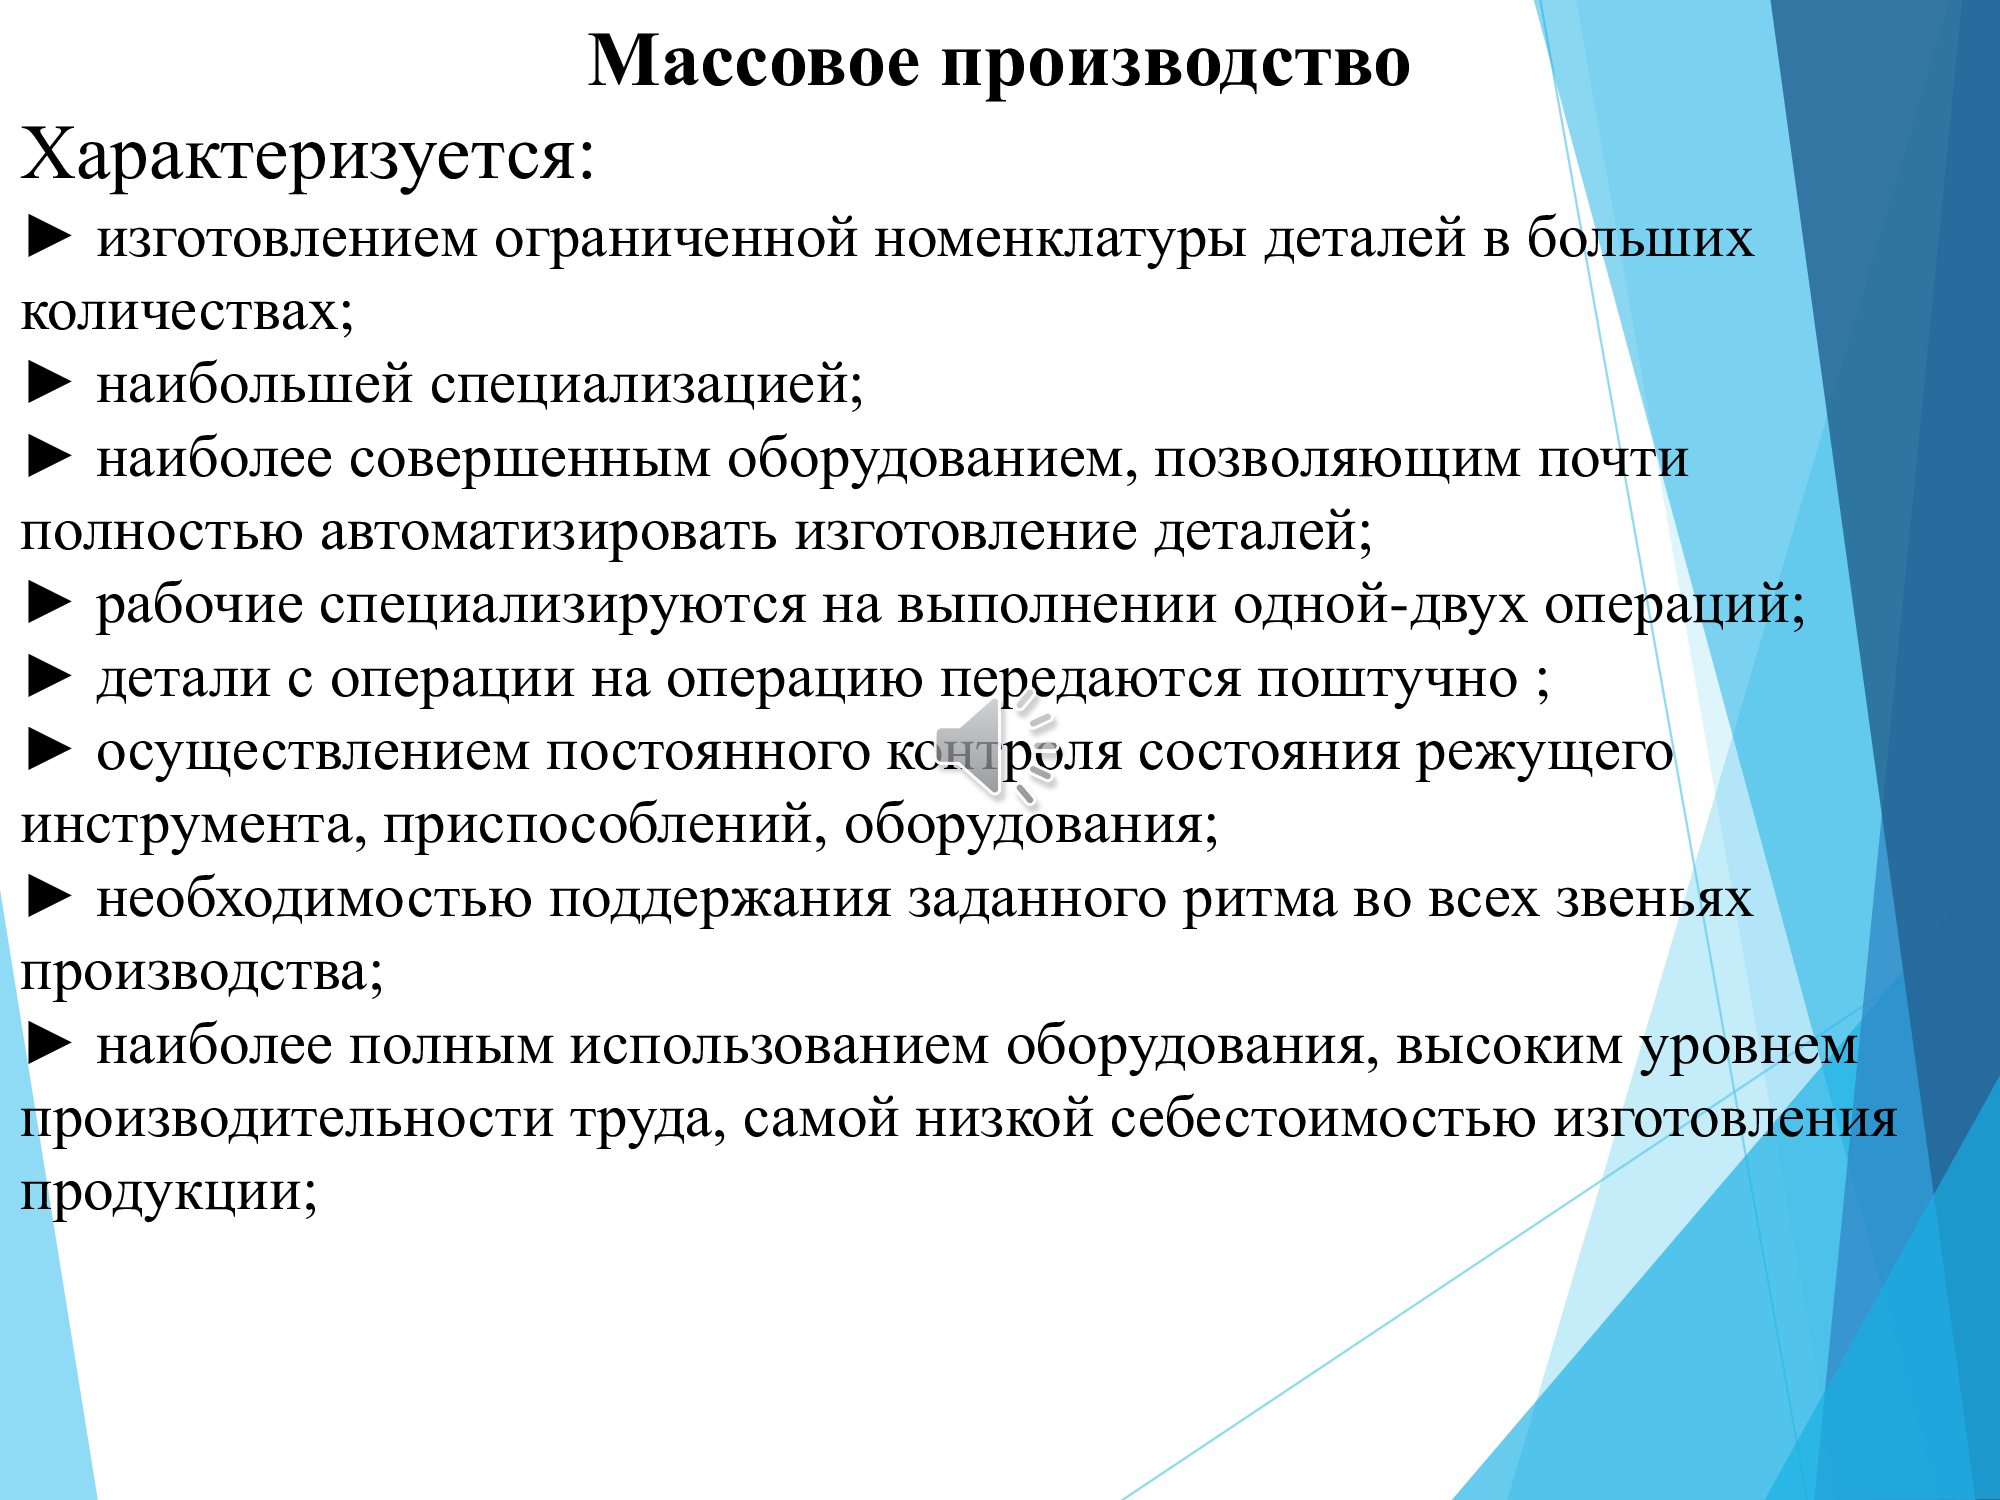 Массовое производство
Характеризуется:
► изготовлением ограниченной номенклатуры деталей в больших
количествах;
► наибольшей специализацией;
► наиболее совершенным оборудованием, позволяющим почти
полностью автоматизировать изготовление деталей;
► рабочие специализируются на выполнении одной-двух операций;
► детали с операции на операцию передаются поштучно ;
► осуществлением постоянного контроля состояния режущего
инструмента, приспособлений, оборудования;
► необходимостью поддержания заданного ритма во всех звеньях
производства;
► наиболее полным использованием оборудования, высоким уровнем
производительности труда, самой низкой себестоимостью изготовления
продукции;